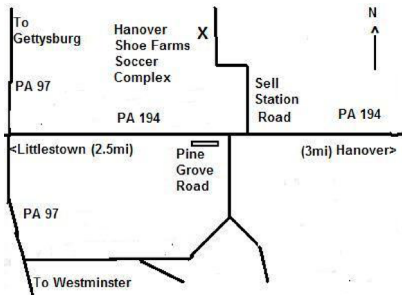 To
Gettysburg
Hanover
Shoe Farms
Soccer
Complex
X
N
PA 97
Sell
Station
Road
PA 194
PA 194
<Littlestown (2.5mi)
Pine
Grove
Road
(3mi) Hanover>
PA 97
To Westminster